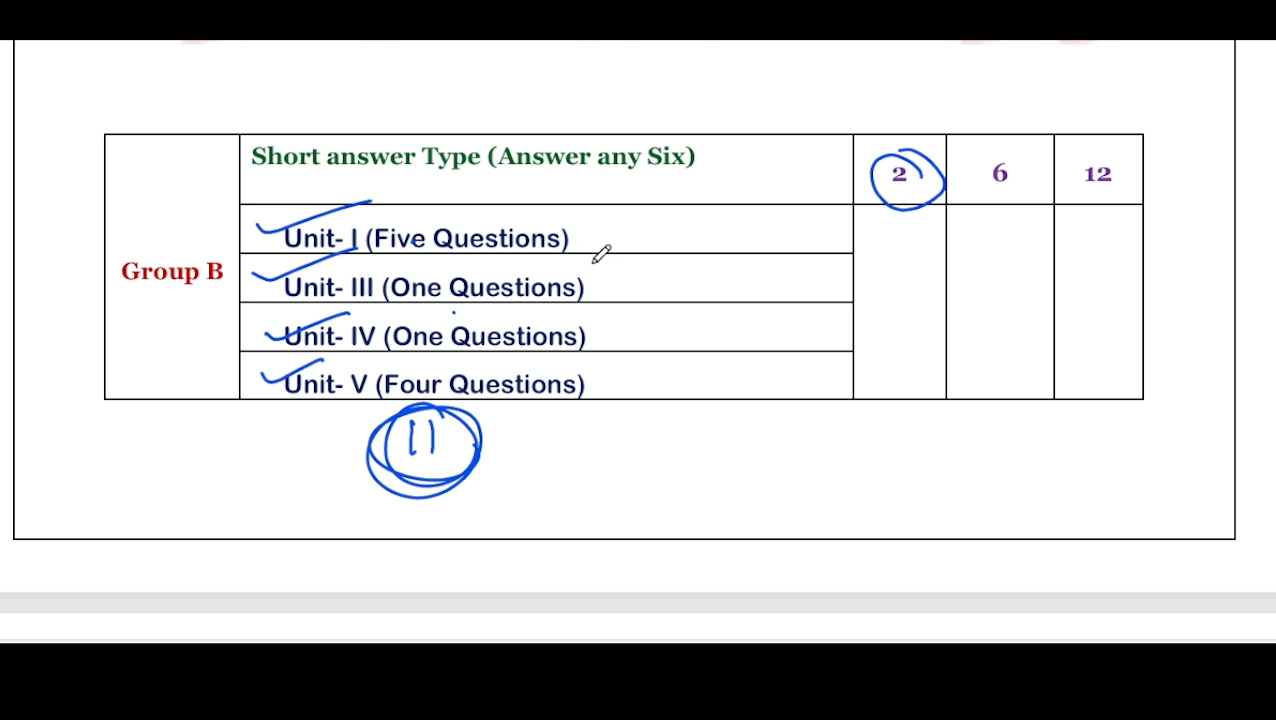 Short answer Type (Answer any Six) 2 6 12
Group B
Unit- I (Five Questions)
Unit- III (One Questions)
Unit- IV (One Questions)
Unit- V (Four Questions)
11